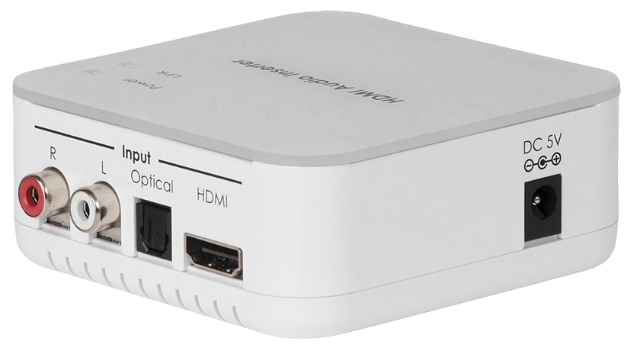 HDMI Audio Inserter
Link
Power
Input
R
L
Optical
HDMI
DC 5V